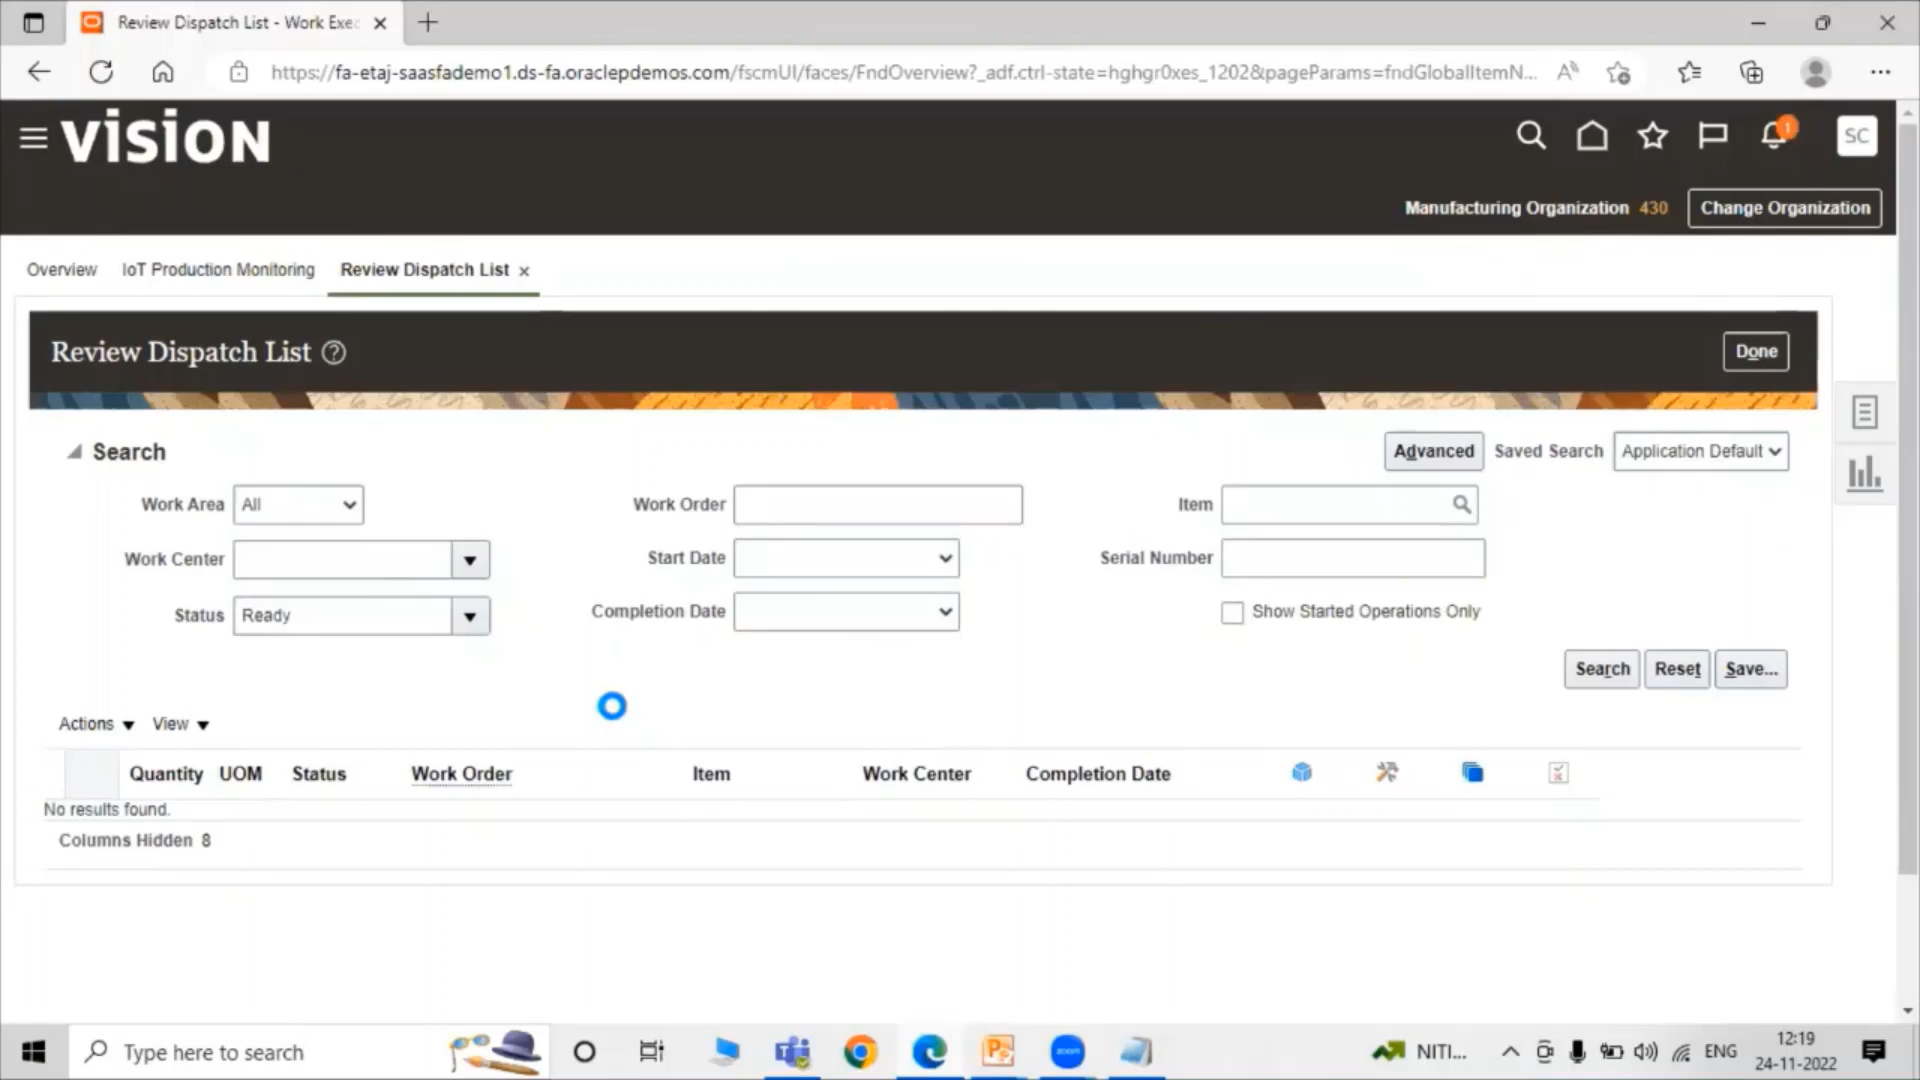 Review Dispatch List - Work Exec
https://fa-etaj-saasfademo1.ds-fa.oraclepdemos.com/fscmUI/faces/FndOverview?_adf.ctrl-state=hghgr0xes_1202&pageParams=fndGlobalItemN...
VISION
1
SC
Manufacturing Organization 430 Change Organization
Overview IoT Production Monitoring Review Dispatch List
Review Dispatch List
Done
Search
Advanced Saved Search Application Default
Work Area All
Work Order
Item
Work Center
Start Date
Serial Number
Status Ready
Completion Date
Show Started Operations Only
Search Reset Save...
Actions View
Quantity UOM Status Work Order Item Work Center Completion Date
No results found.
Columns Hidden 8
Type here to search
zoom
NITI...
ENG
12:19
24-11-2022